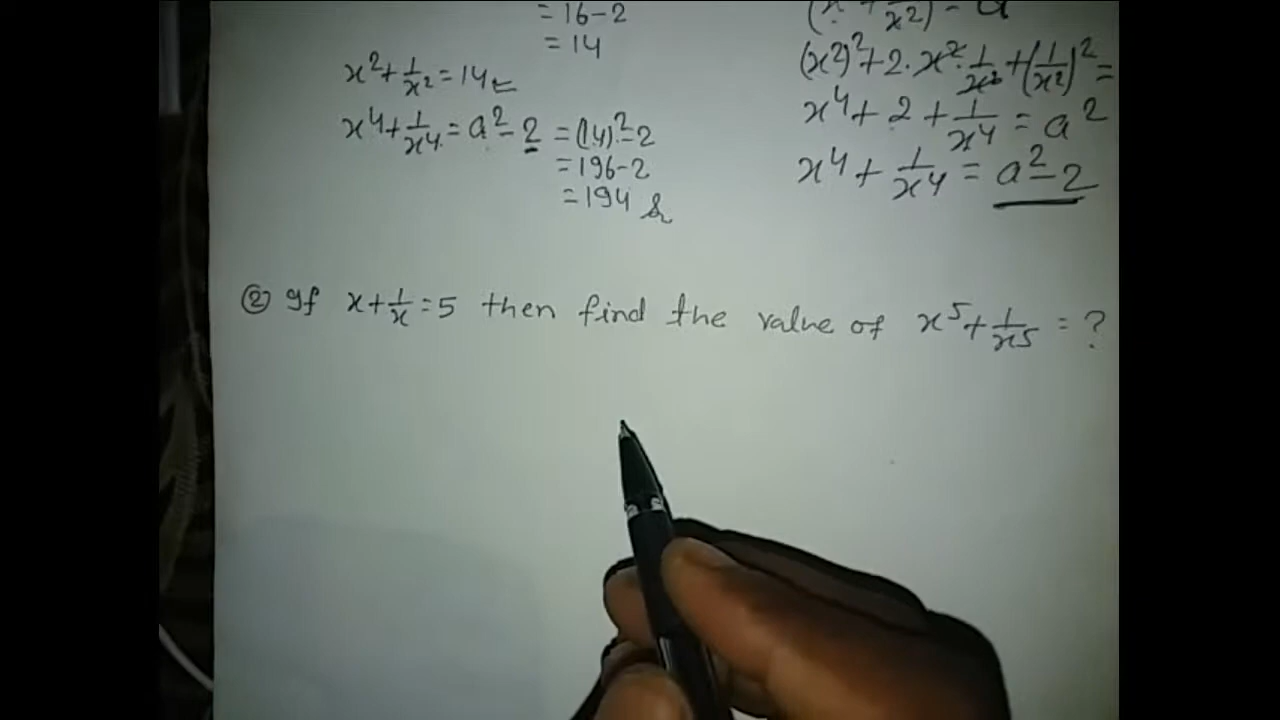 = 16-2
= 14
x² + 1/x² = 14
x⁴ + 1/x⁴ = a² - 2 = (14)² - 2
= 196-2
= 194
(x²)² + 2. x². 1/x² + (1/x²)² =
x⁴ + 2 + 1/x⁴ = a²
x⁴ + 1/x⁴ = a² - 2
② If x + 1/x = 5 then find the value of x⁵ + 1/x⁵ = ?